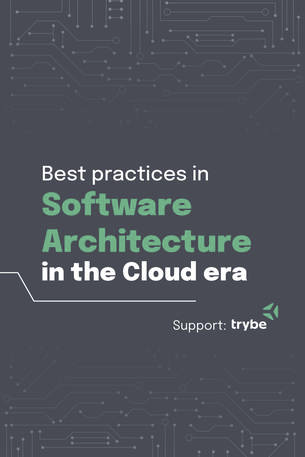 Best practices in
Software
Architecture
in the Cloud era
Support: trybe